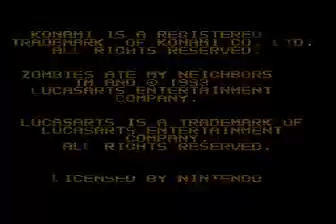 KONAMI IS A REGISTERED
TRADEMARK OF KONAMI CO. LTD.
ALL RIGHTS RESERVED.
ZOMBIES ATE MY NEIGHBORS
TM AND © 1993
LUCASARTS ENTERTAINMENT
COMPANY.
LUCASARTS IS A TRADEMARK OF
LUCASARTS ENTERTAINMENT
COMPANY
ALL RIGHTS RESERVED.
LICENSED BY NINTENDO